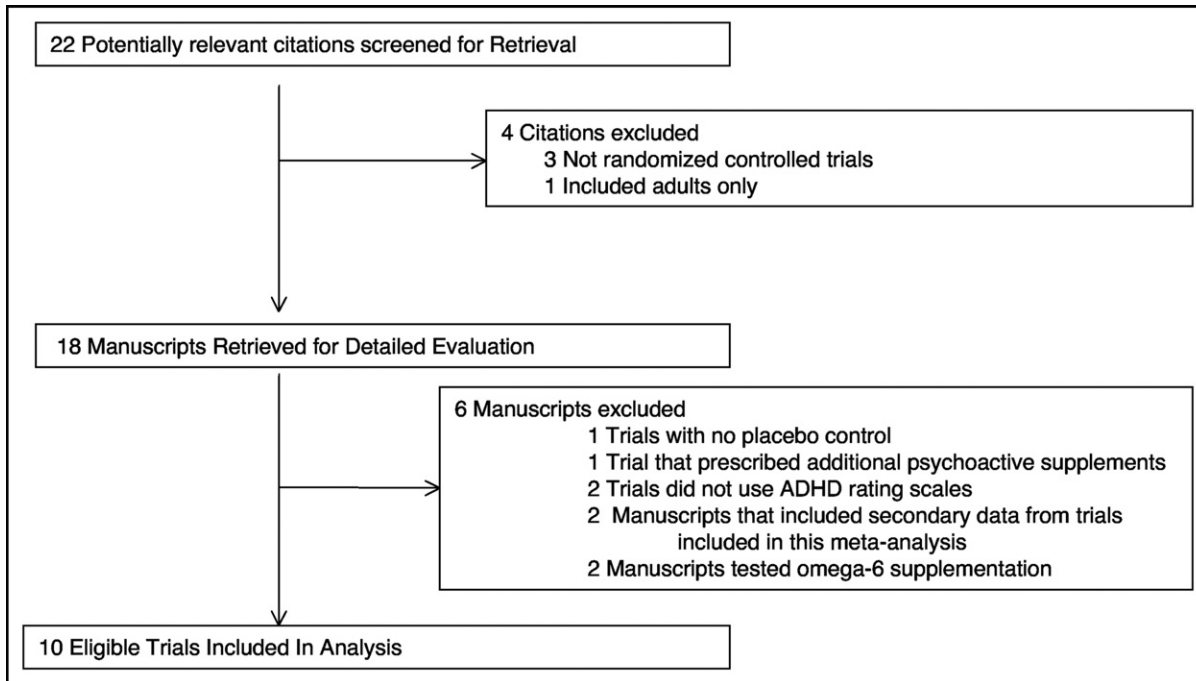 22 Potentially relevant citations screened for Retrieval
4 Citations excluded
3 Not randomized controlled trials
1 Included adults only
18 Manuscripts Retrieved for Detailed Evaluation
6 Manuscripts excluded
1 Trials with no placebo control
1 Trial that prescribed additional psychoactive supplements
2 Trials did not use ADHD rating scales
2 Manuscripts that included secondary data from trials
included in this meta-analysis
2 Manuscripts tested omega-6 supplementation
10 Eligible Trials Included In Analysis